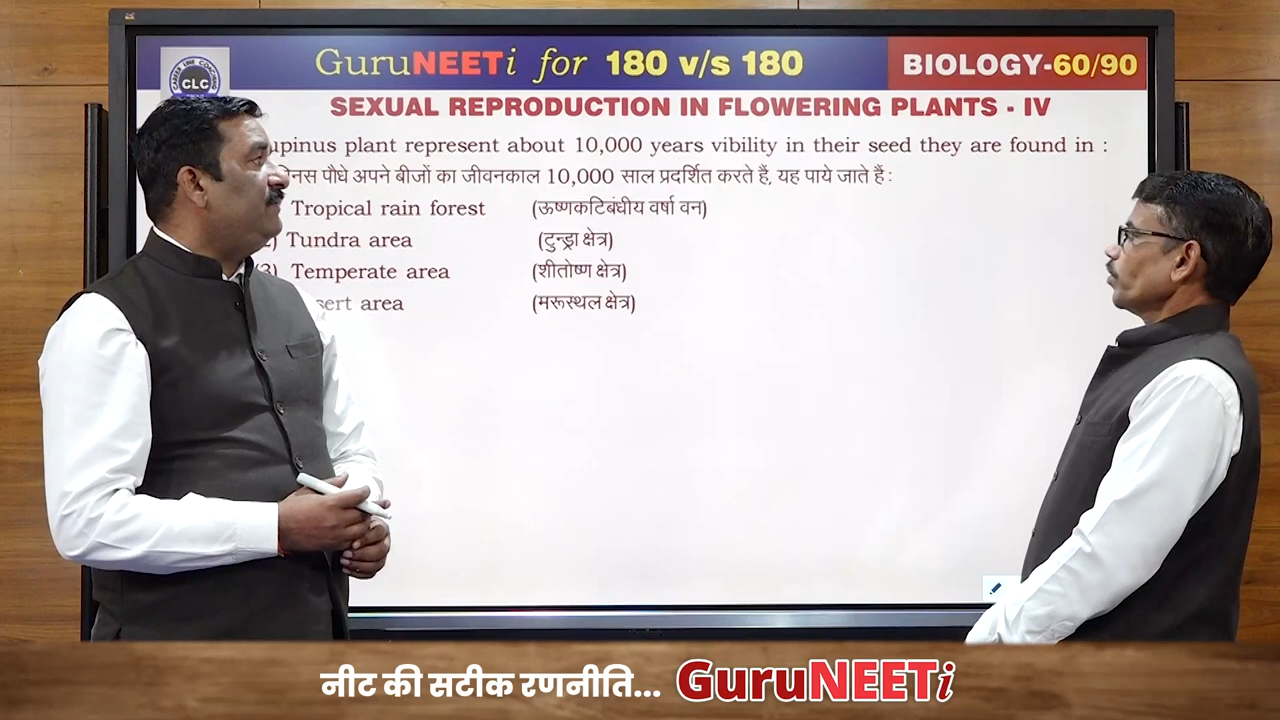 GuruNEETi for 180 v/s 180
BIOLOGY-60/90
CLC
SEXUAL REPRODUCTION IN FLOWERING PLANTS - IV
plant represent about 10,000 years vibility in their seed they are found in :
पौधे अपने बीजों का जीवनकाल 10,000 साल प्रदर्शित करते हैं, यह पाये जाते हैं :
Tropical rain forest (ऊष्णकटिबंधीय वर्षा वन)
Tundra area (टुन्ड्रा क्षेत्र)
(3) Temperate area (शीतोष्ण क्षेत्र)
area (मरूस्थल क्षेत्र)
नीट की सटीक रणनीति... GuruNEETi